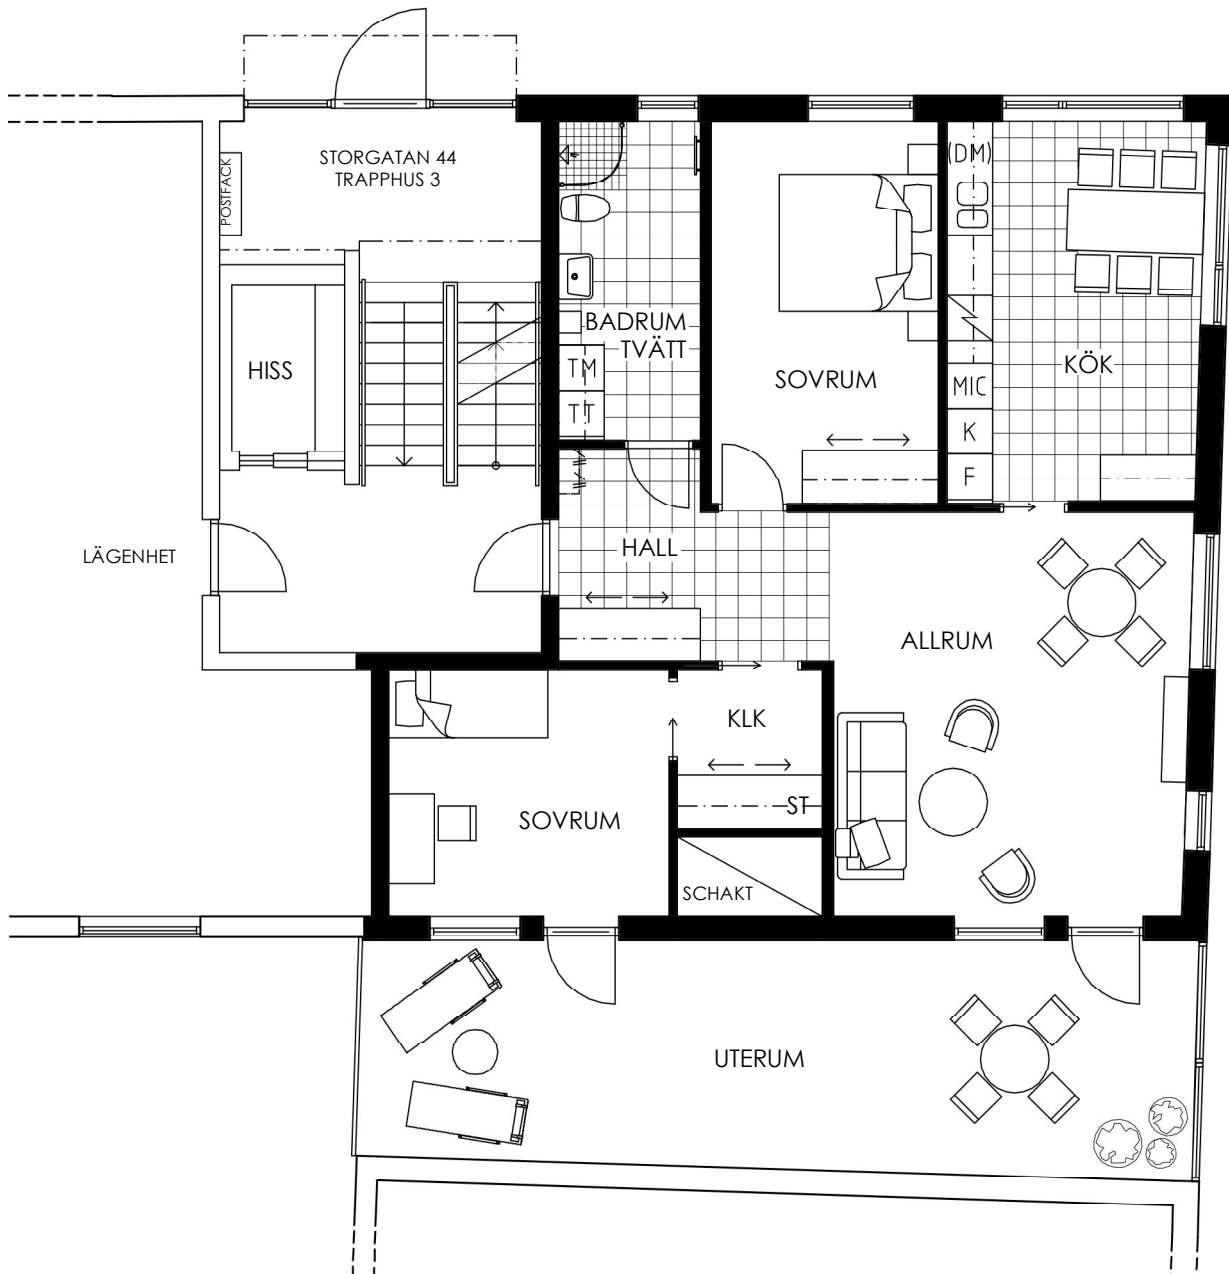 STORGATAN 44
TRAPPHUS 3
POSTFACK
(DM)
BADRUM
TVÄTT
HISS
TM
TT
SOVRUM
KÖK
MIC
K
F
HALL
LÄGENHET
ALLRUM
KLK
ST
SOVRUM
SCHAKT
UTERUM